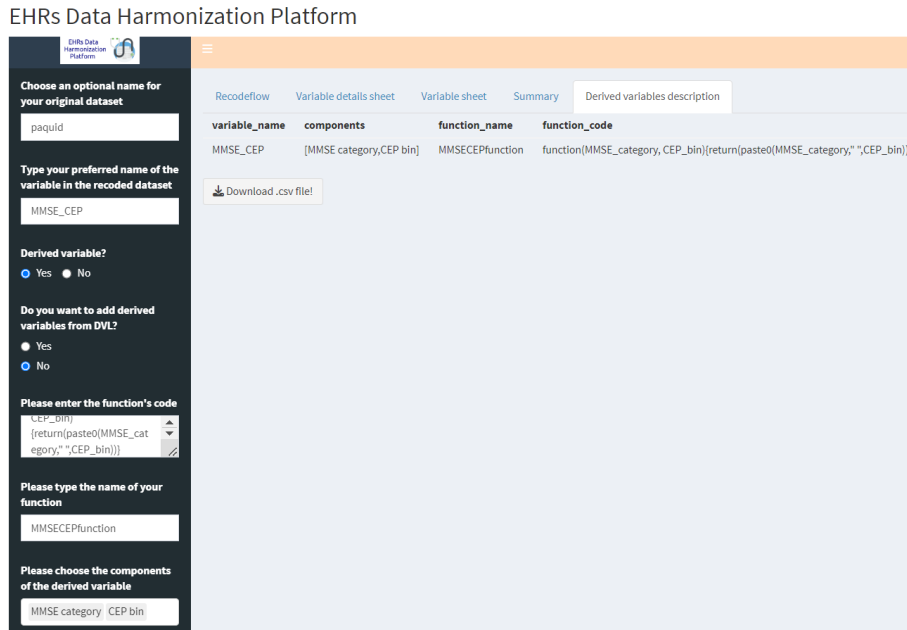 EHRs Data Harmonization Platform
EHRs Data
Harmonization
Platform
Choose an optional name for
your original dataset
paquid
Type your preferred name of the
variable in the recoded dataset
MMSE_CEP
Derived variable?
Yes No
Do you want to add derived
variables from DVL?
Yes
No
Please enter the function's code
CEP_bin)
{return(paste0(MMSE_cat
egory," ",CEP_bin))}
Please type the name of your
function
MMSECEPfunction
Please choose the components
of the derived variable
MMSE category CEP bin
Recodeflow Variable details sheet Variable sheet Summary Derived variables description
variable_name components function_name function_code
MMSE_CEP [MMSE category,CEP bin] MMSECEPfunction function(MMSE_category, CEP_bin){return(paste0(MMSE_category," ",CEP_bin))
Download .csv file!